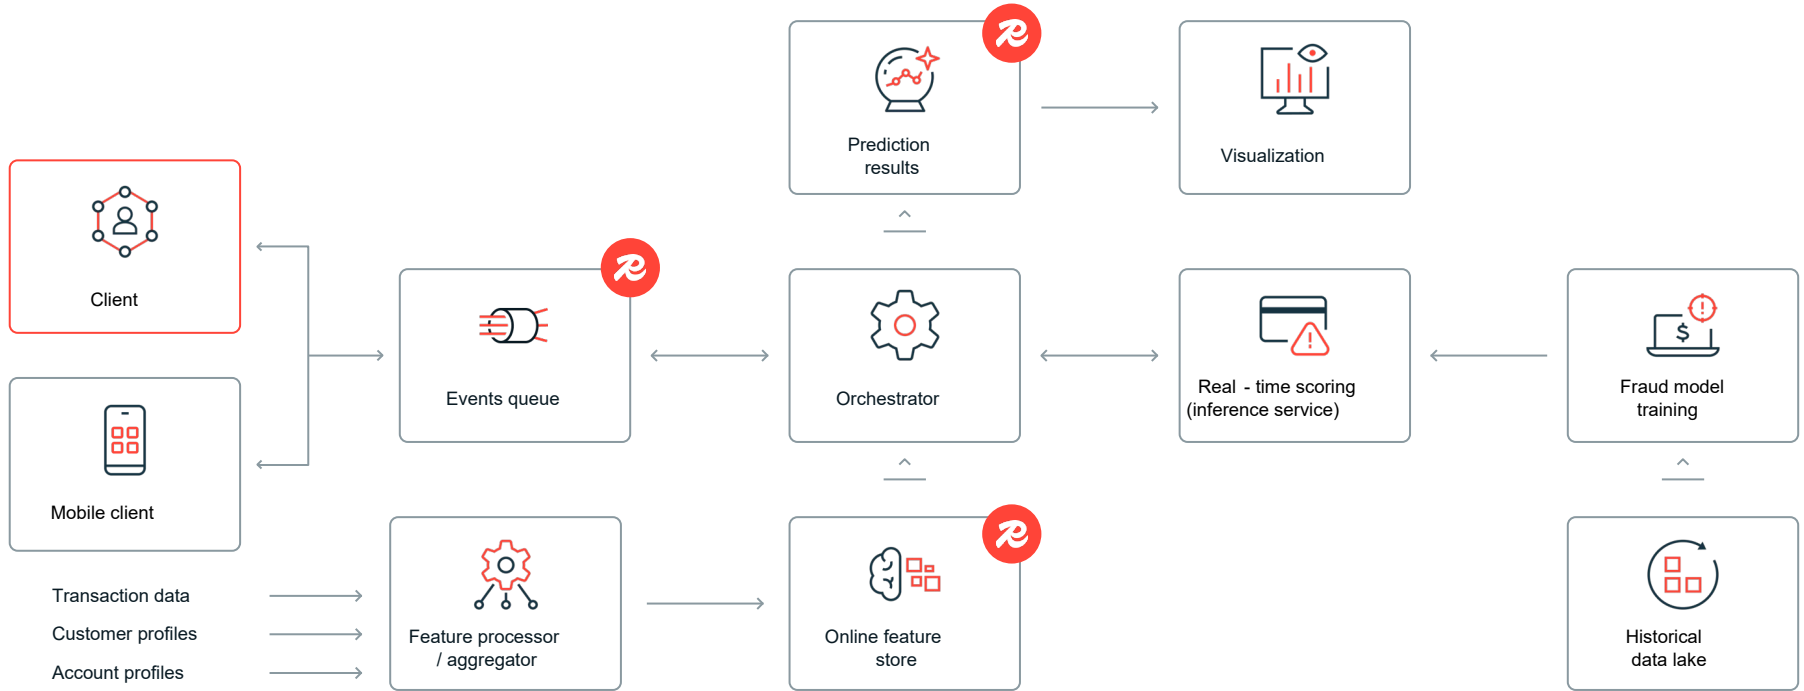 Prediction
results
Visualization
Client
Events queue
Orchestrator
Real - time scoring
(inference service)
Fraud model
training
Mobile client
Transaction data
Customer profiles
Account profiles
Feature processor
/ aggregator
Online feature
store
Historical
data lake